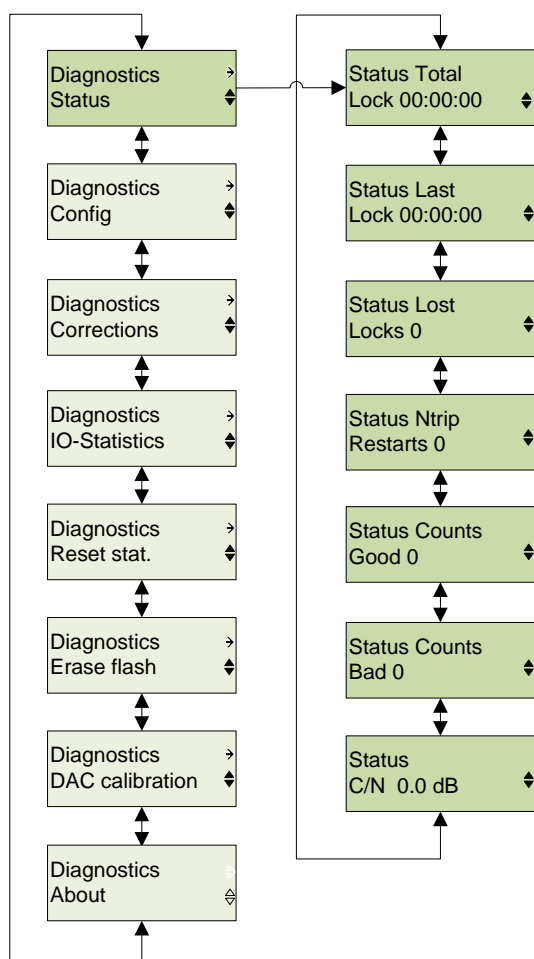 Diagnostics
Status
Diagnostics
Config
Diagnostics
Corrections
Diagnostics
IO-Statistics
Diagnostics
Reset stat.
Diagnostics
Erase flash
Diagnostics
DAC calibration
Diagnostics
About
Status Total
Lock 00:00:00
Status Last
Lock 00:00:00
Status Lost
Locks 0
Status Ntrip
Restarts 0
Status Counts
Good 0
Status Counts
Bad 0
Status
C/N  0.0 dB